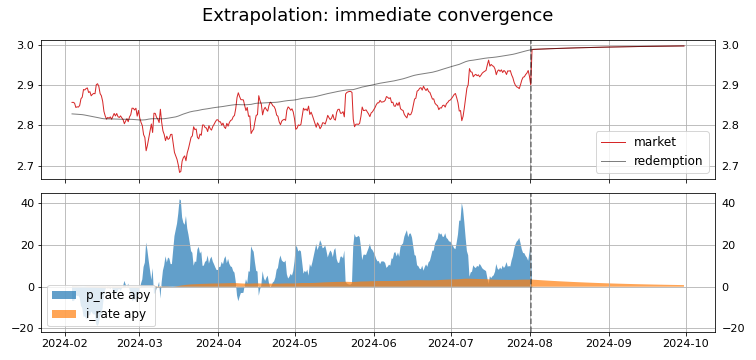 Extrapolation: immediate convergence
3.0
3.0
2.9
2.9
2.8
2.8
2.7
2.7
market
redemption
40
40
20
20
0
0
−20
−20
p_rate apy
i_rate apy
2024-02 2024-03 2024-04 2024-05 2024-06 2024-07 2024-08 2024-09 2024-10